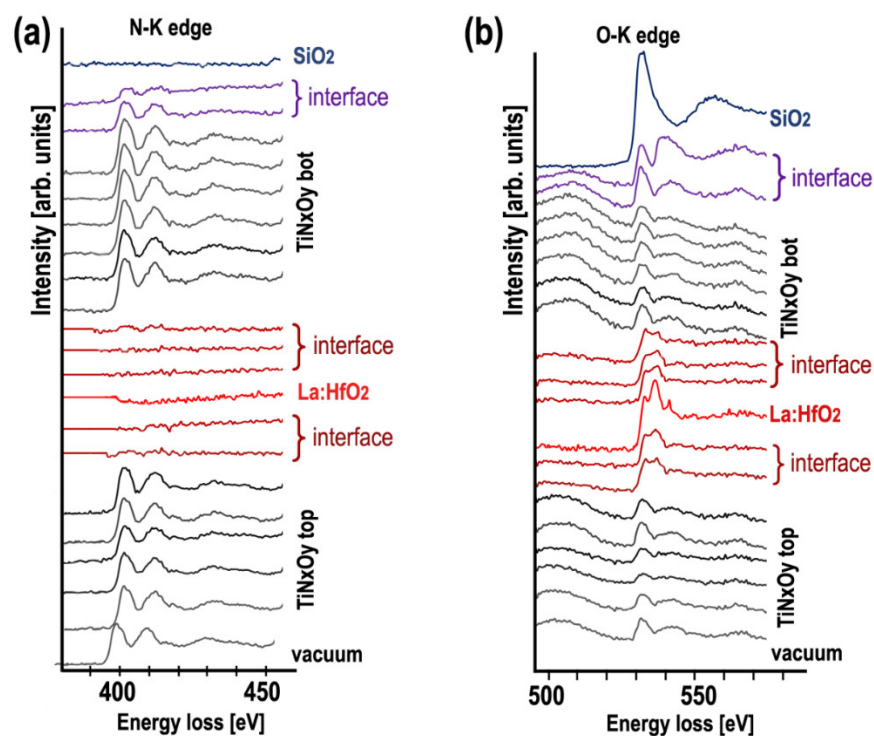 (a)
N-K edge
SiO2
interface
TiNxOy bot
interface
La:HfO2
interface
TiNxOy top
vacuum
Intensity [arb. units]
400
450
Energy loss [eV]
(b)
O-K edge
SiO2
interface
TiNxOy bot
interface
La:HfO2
interface
TiNxOy top
vacuum
Intensity [arb. units]
500
550
Energy loss [eV]